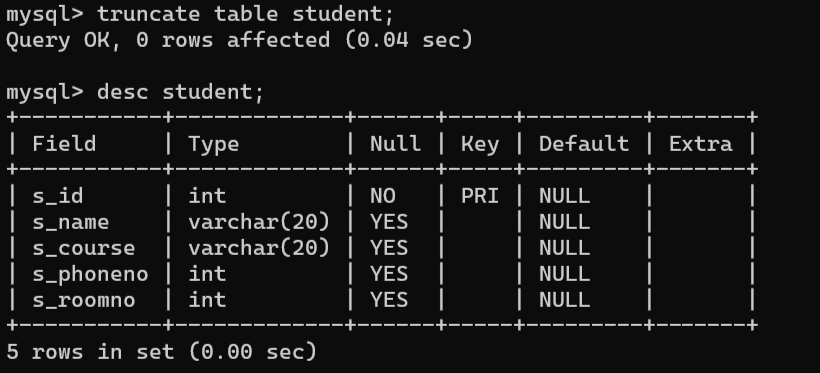 mysql> truncate table student;
Query OK, 0 rows affected (0.04 sec)

mysql> desc student;
+-----------+-------------+------+-----+---------+-------+
| Field     | Type        | Null | Key | Default | Extra |
+-----------+-------------+------+-----+---------+-------+
| s_id      | int         | NO   | PRI | NULL    |       |
| s_name    | varchar(20) | YES  |     | NULL    |       |
| s_course  | varchar(20) | YES  |     | NULL    |       |
| s_phoneno | int         | YES  |     | NULL    |       |
| s_roomno  | int         | YES  |     | NULL    |       |
+-----------+-------------+------+-----+---------+-------+
5 rows in set (0.00 sec)